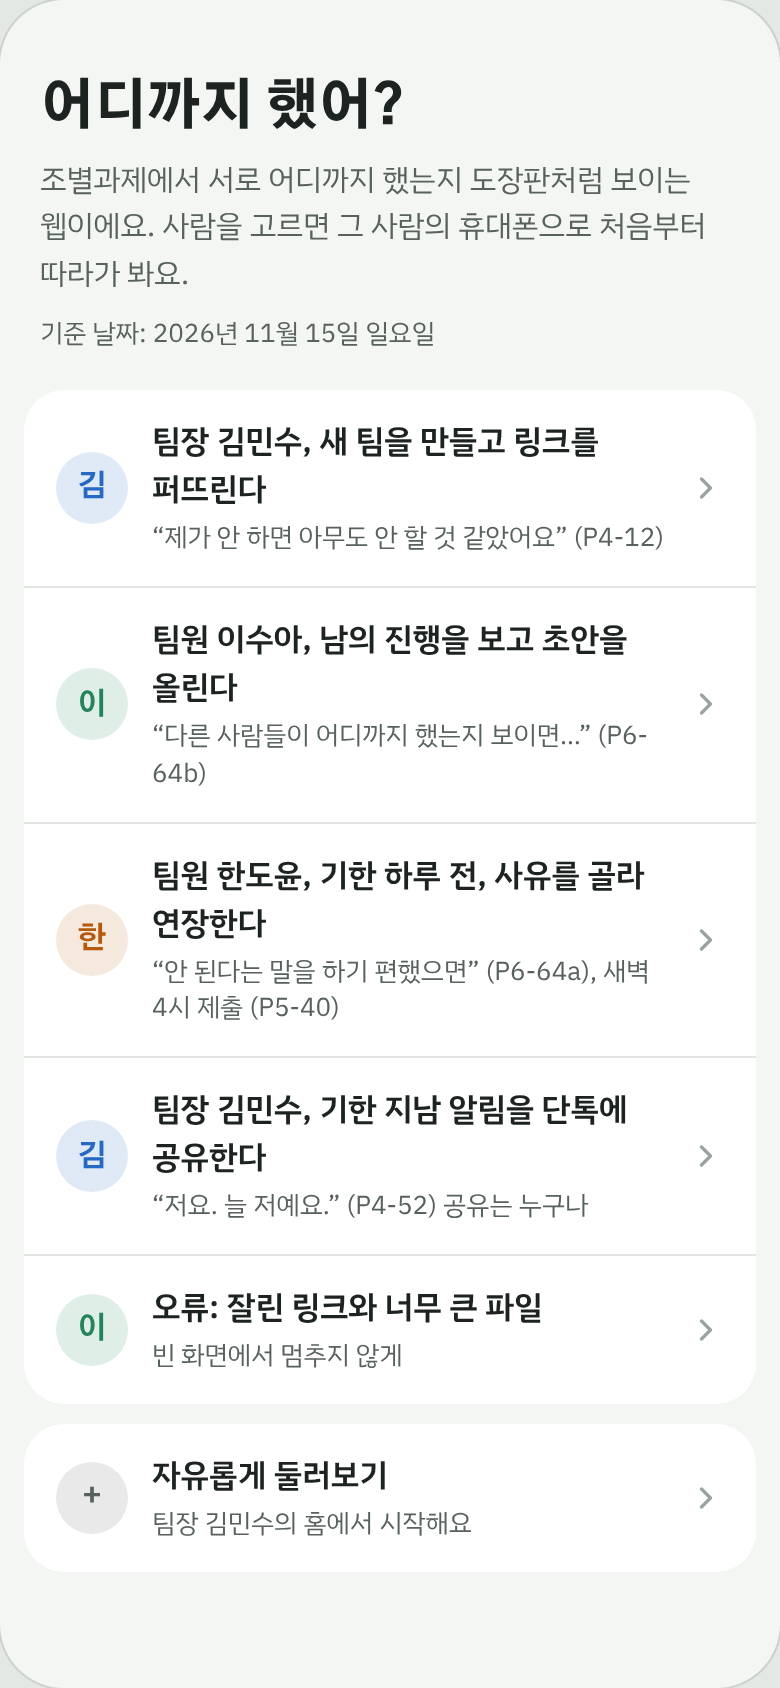 어디까지 했어?
조별과제에서 서로 어디까지 했는지 도장판처럼 보이는
웹이에요. 사람을 고르면 그 사람의 휴대폰으로 처음부터
따라가 봐요.
기준 날짜: 2026년 11월 15일 일요일
김
팀장 김민수, 새 팀을 만들고 링크를
퍼뜨린다
“제가 안 하면 아무도 안 할 것 같았어요” (P4-12)
이
팀원 이수아, 남의 진행을 보고 초안을
올린다
“다른 사람들이 어디까지 했는지 보이면…” (P6-
64b)
한
팀원 한도윤, 기한 하루 전, 사유를 골라
연장한다
“안 된다는 말을 하기 편했으면” (P6-64a), 새벽
4시 제출 (P5-40)
김
팀장 김민수, 기한 지남 알림을 단톡에
공유한다
“저요. 늘 저예요.” (P4-52) 공유는 누구나
이
오류: 잘린 링크와 너무 큰 파일
빈 화면에서 멈추지 않게
+
자유롭게 둘러보기
팀장 김민수의 홈에서 시작해요